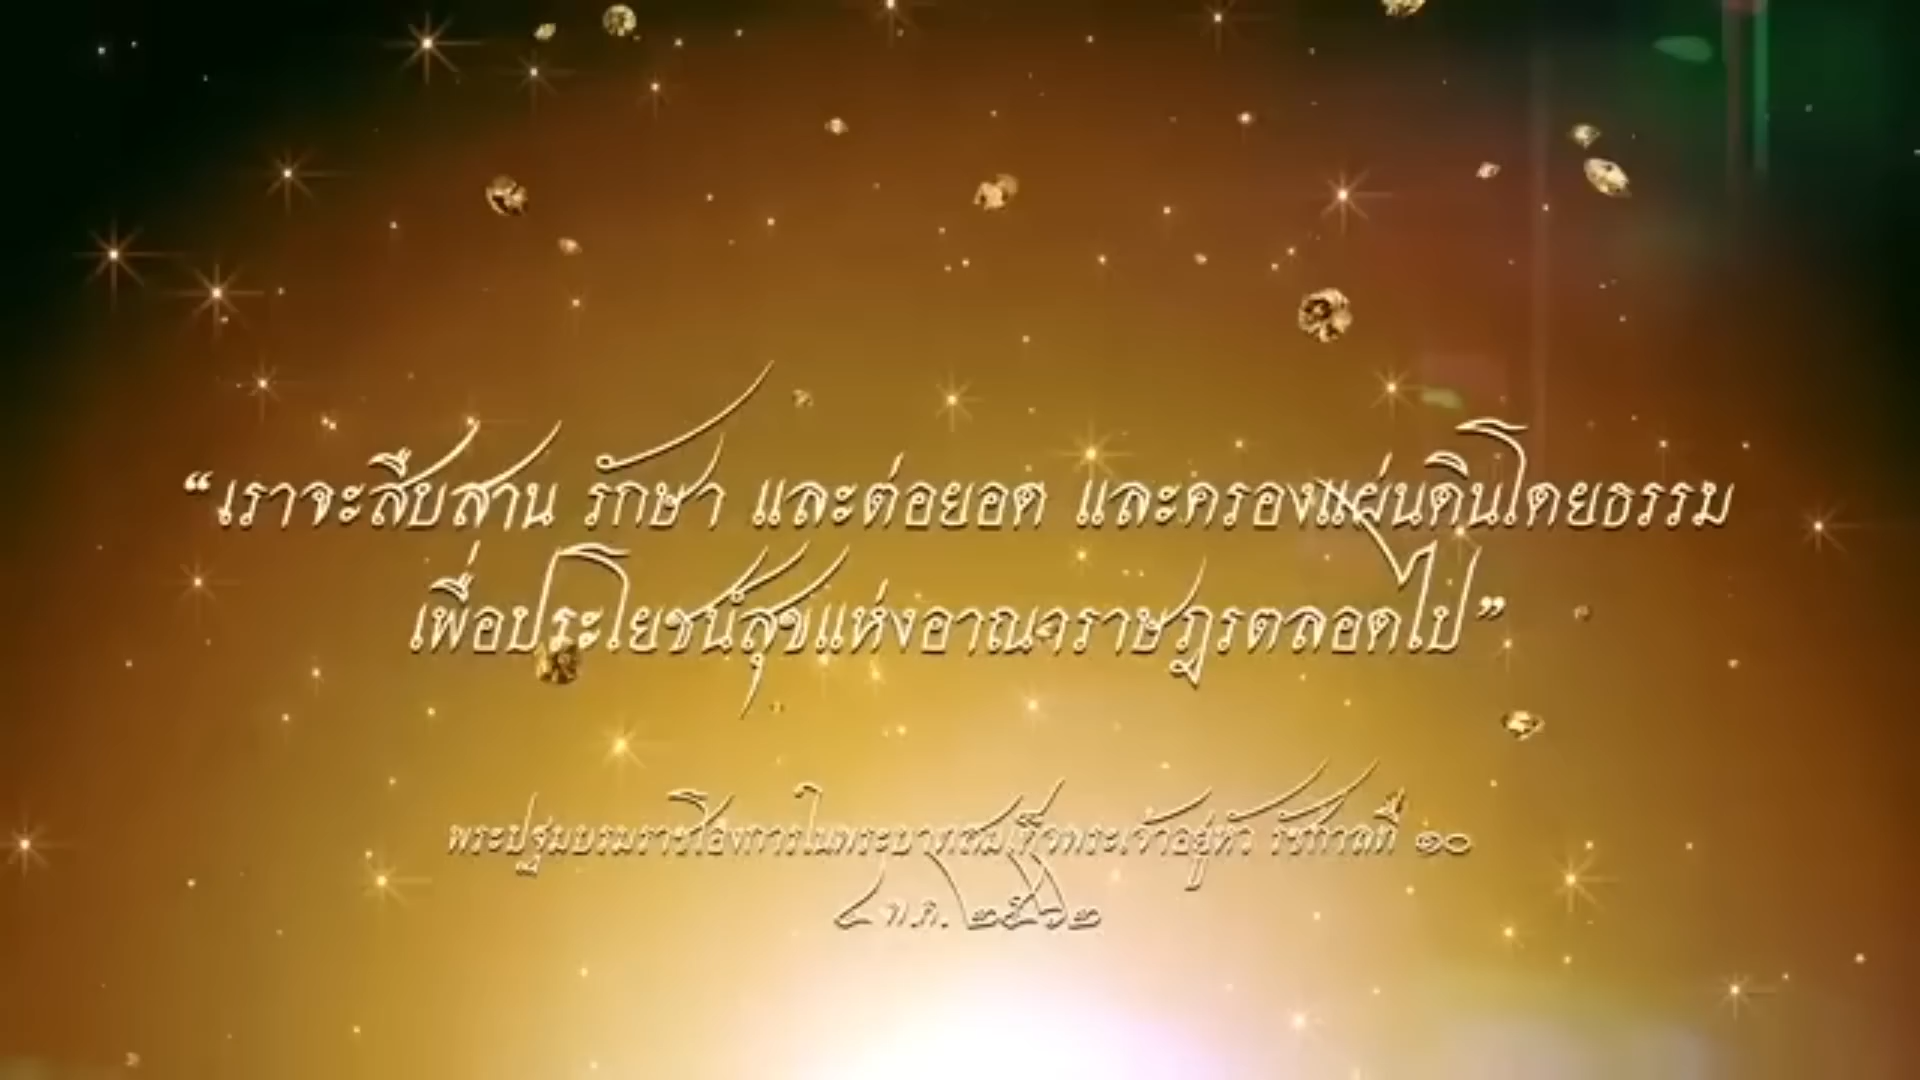 “เราจะสืบสาน รักษา และต่อยอด และครองแผ่นดินโดยธรรม
เพื่อประโยชน์สุขแห่งอาณาราษฎรตลอดไป”
พระปฐมบรมราชโองการในพระบาทสมเด็จพระเจ้าอยู่หัว รัชกาลที่ ๑๐
๔ พ.ค. ๒๕๖๒